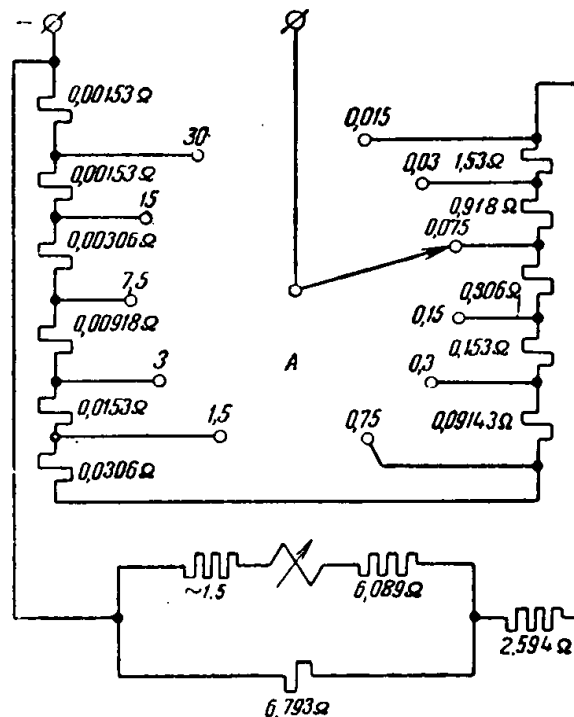 −
0,00153 Ω
30
0,015
0,00153 Ω
0,03
1,53 Ω
15
0,918 Ω
0,00306 Ω
0,075
7,5
0,306 Ω
0,00918 Ω
0,15
0,153 Ω
3
A
0,3
0,0153 Ω
1,5
0,75
0,09143 Ω
0,0306 Ω
~1.5
6,089 Ω
2.594 Ω
6.793 Ω